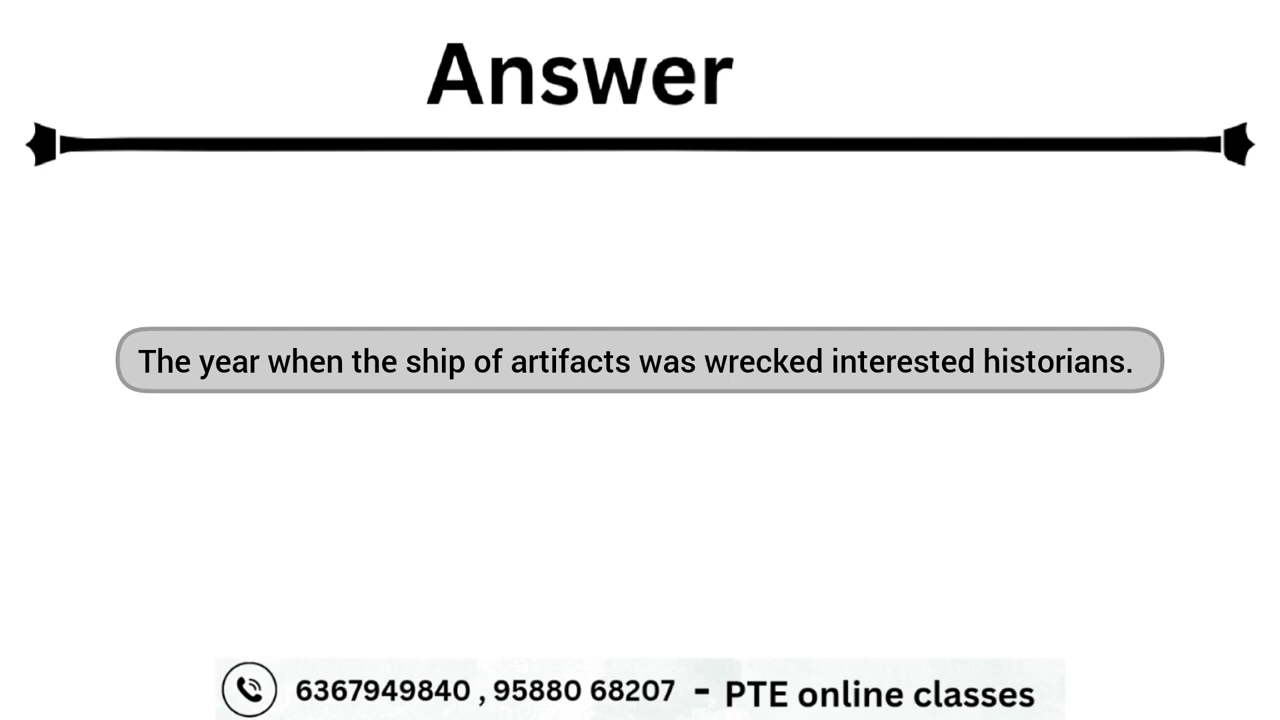 Answer
The year when the ship of artifacts was wrecked interested historians.
6367949840 , 95880 68207 - PTE online classes